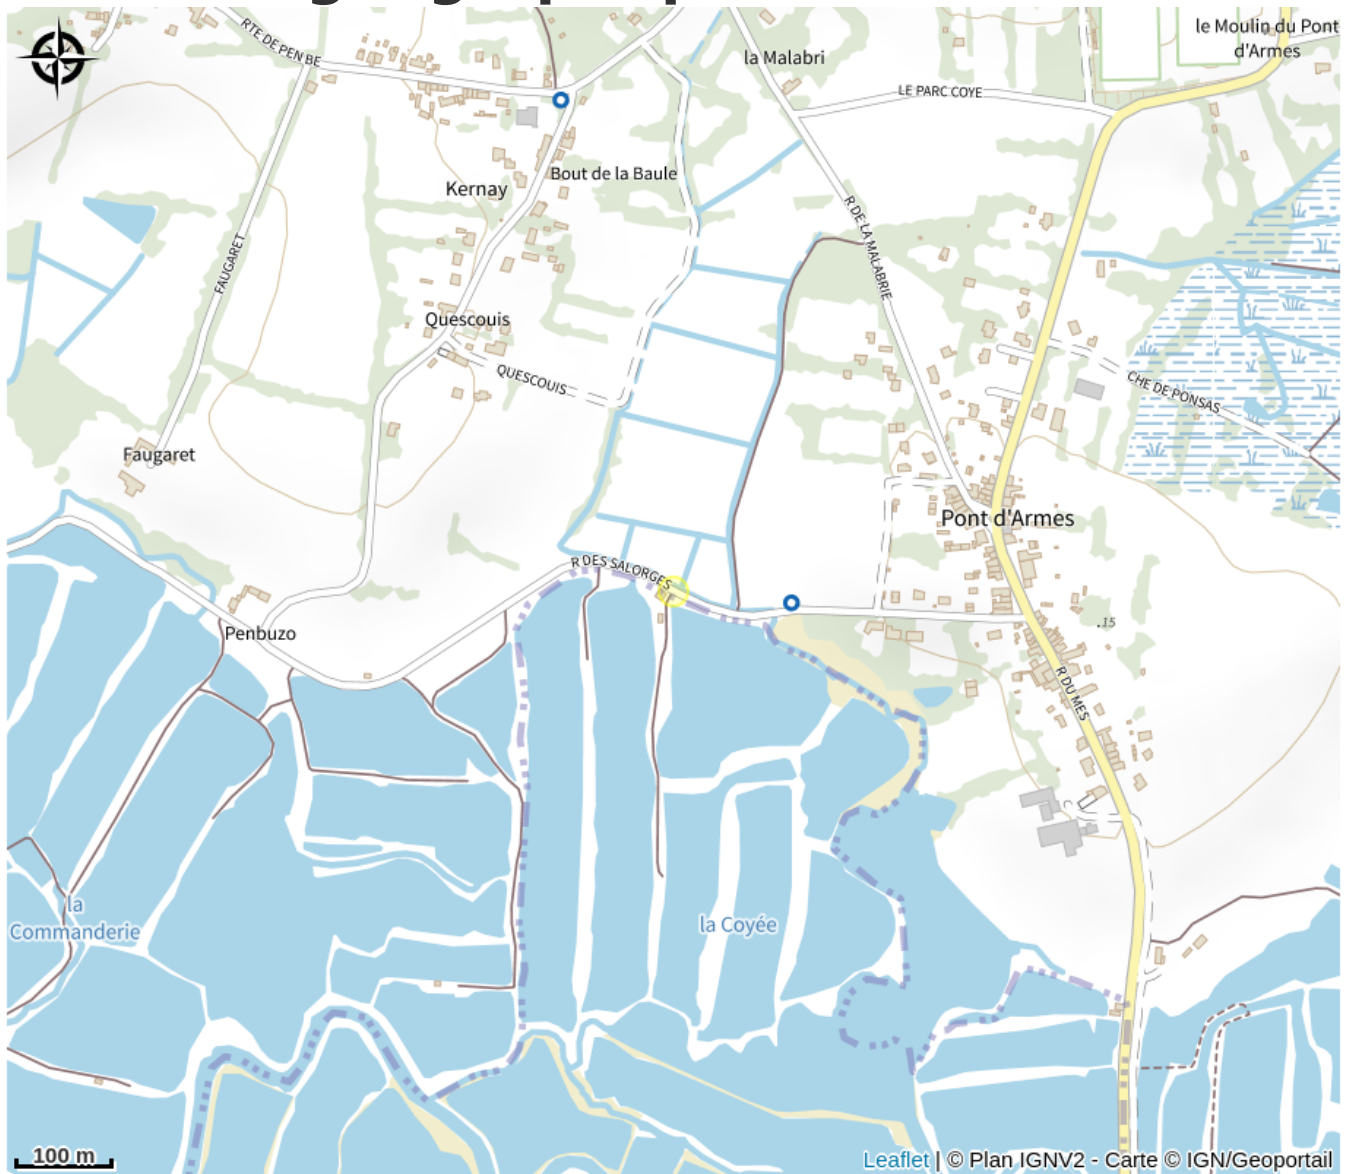 le Moulin du Pont
d'Armes
RTE DE PEN BE
la Malabri
LE PARC COYE
Bout de la Baule
Kernay
R DE LA MALABRIE
FAUGARET
Quescouis
QUESCOUIS
CHE DE PONSAS
Faugaret
Pont d'Armes
R DES SALORGES
Penbuzo
.15
R DU MES
la
Commanderie
la Coyée
100 m
Leaflet | © Plan IGNV2 - Carte © IGN/Geoportail